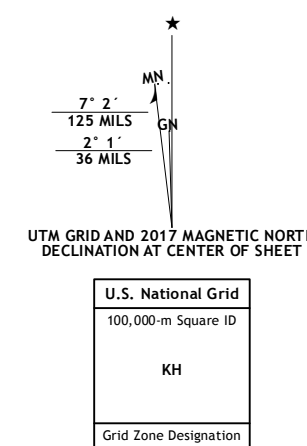 ★
MN
7° 2´
125 MILS
GN
2° 1´
36 MILS
UTM GRID AND 2017 MAGNETIC NORT
DECLINATION AT CENTER OF SHEET
U.S. National Grid
100,000-m Square ID
KH
Grid Zone Designation